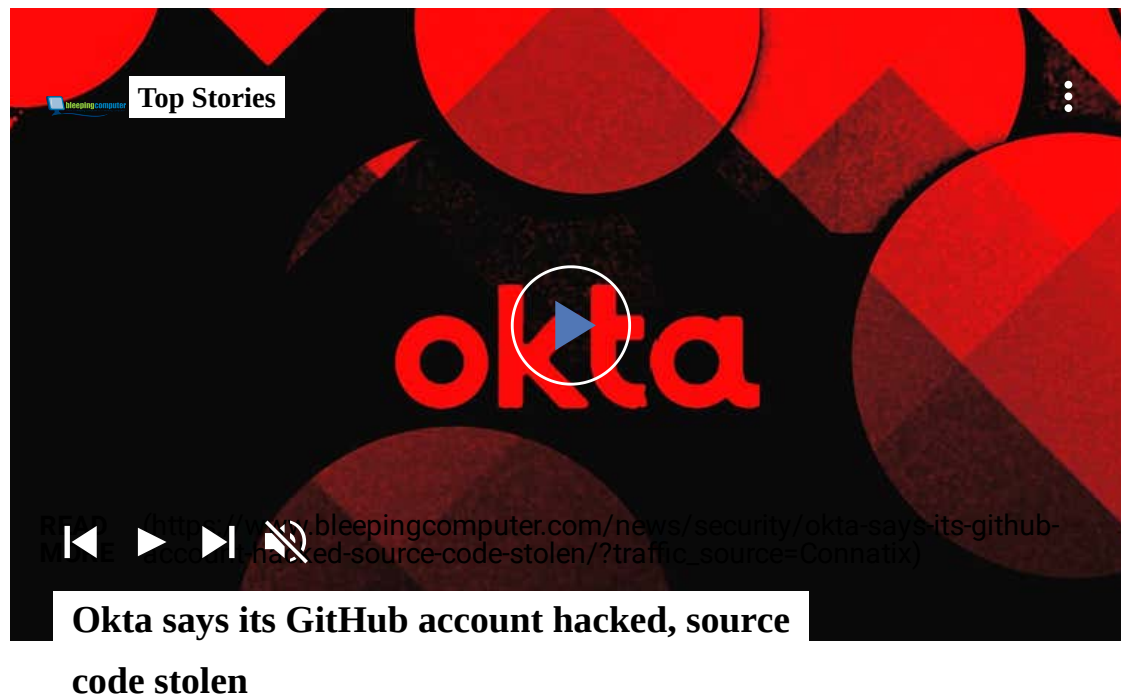 bleepingcomputer Top Stories
okta
READ (https://www.bleepingcomputer.com/news/security/okta-says-its-github-
MORE account-hacked-source-code-stolen/?traffic_source=Connatix)
Okta says its GitHub account hacked, source
code stolen